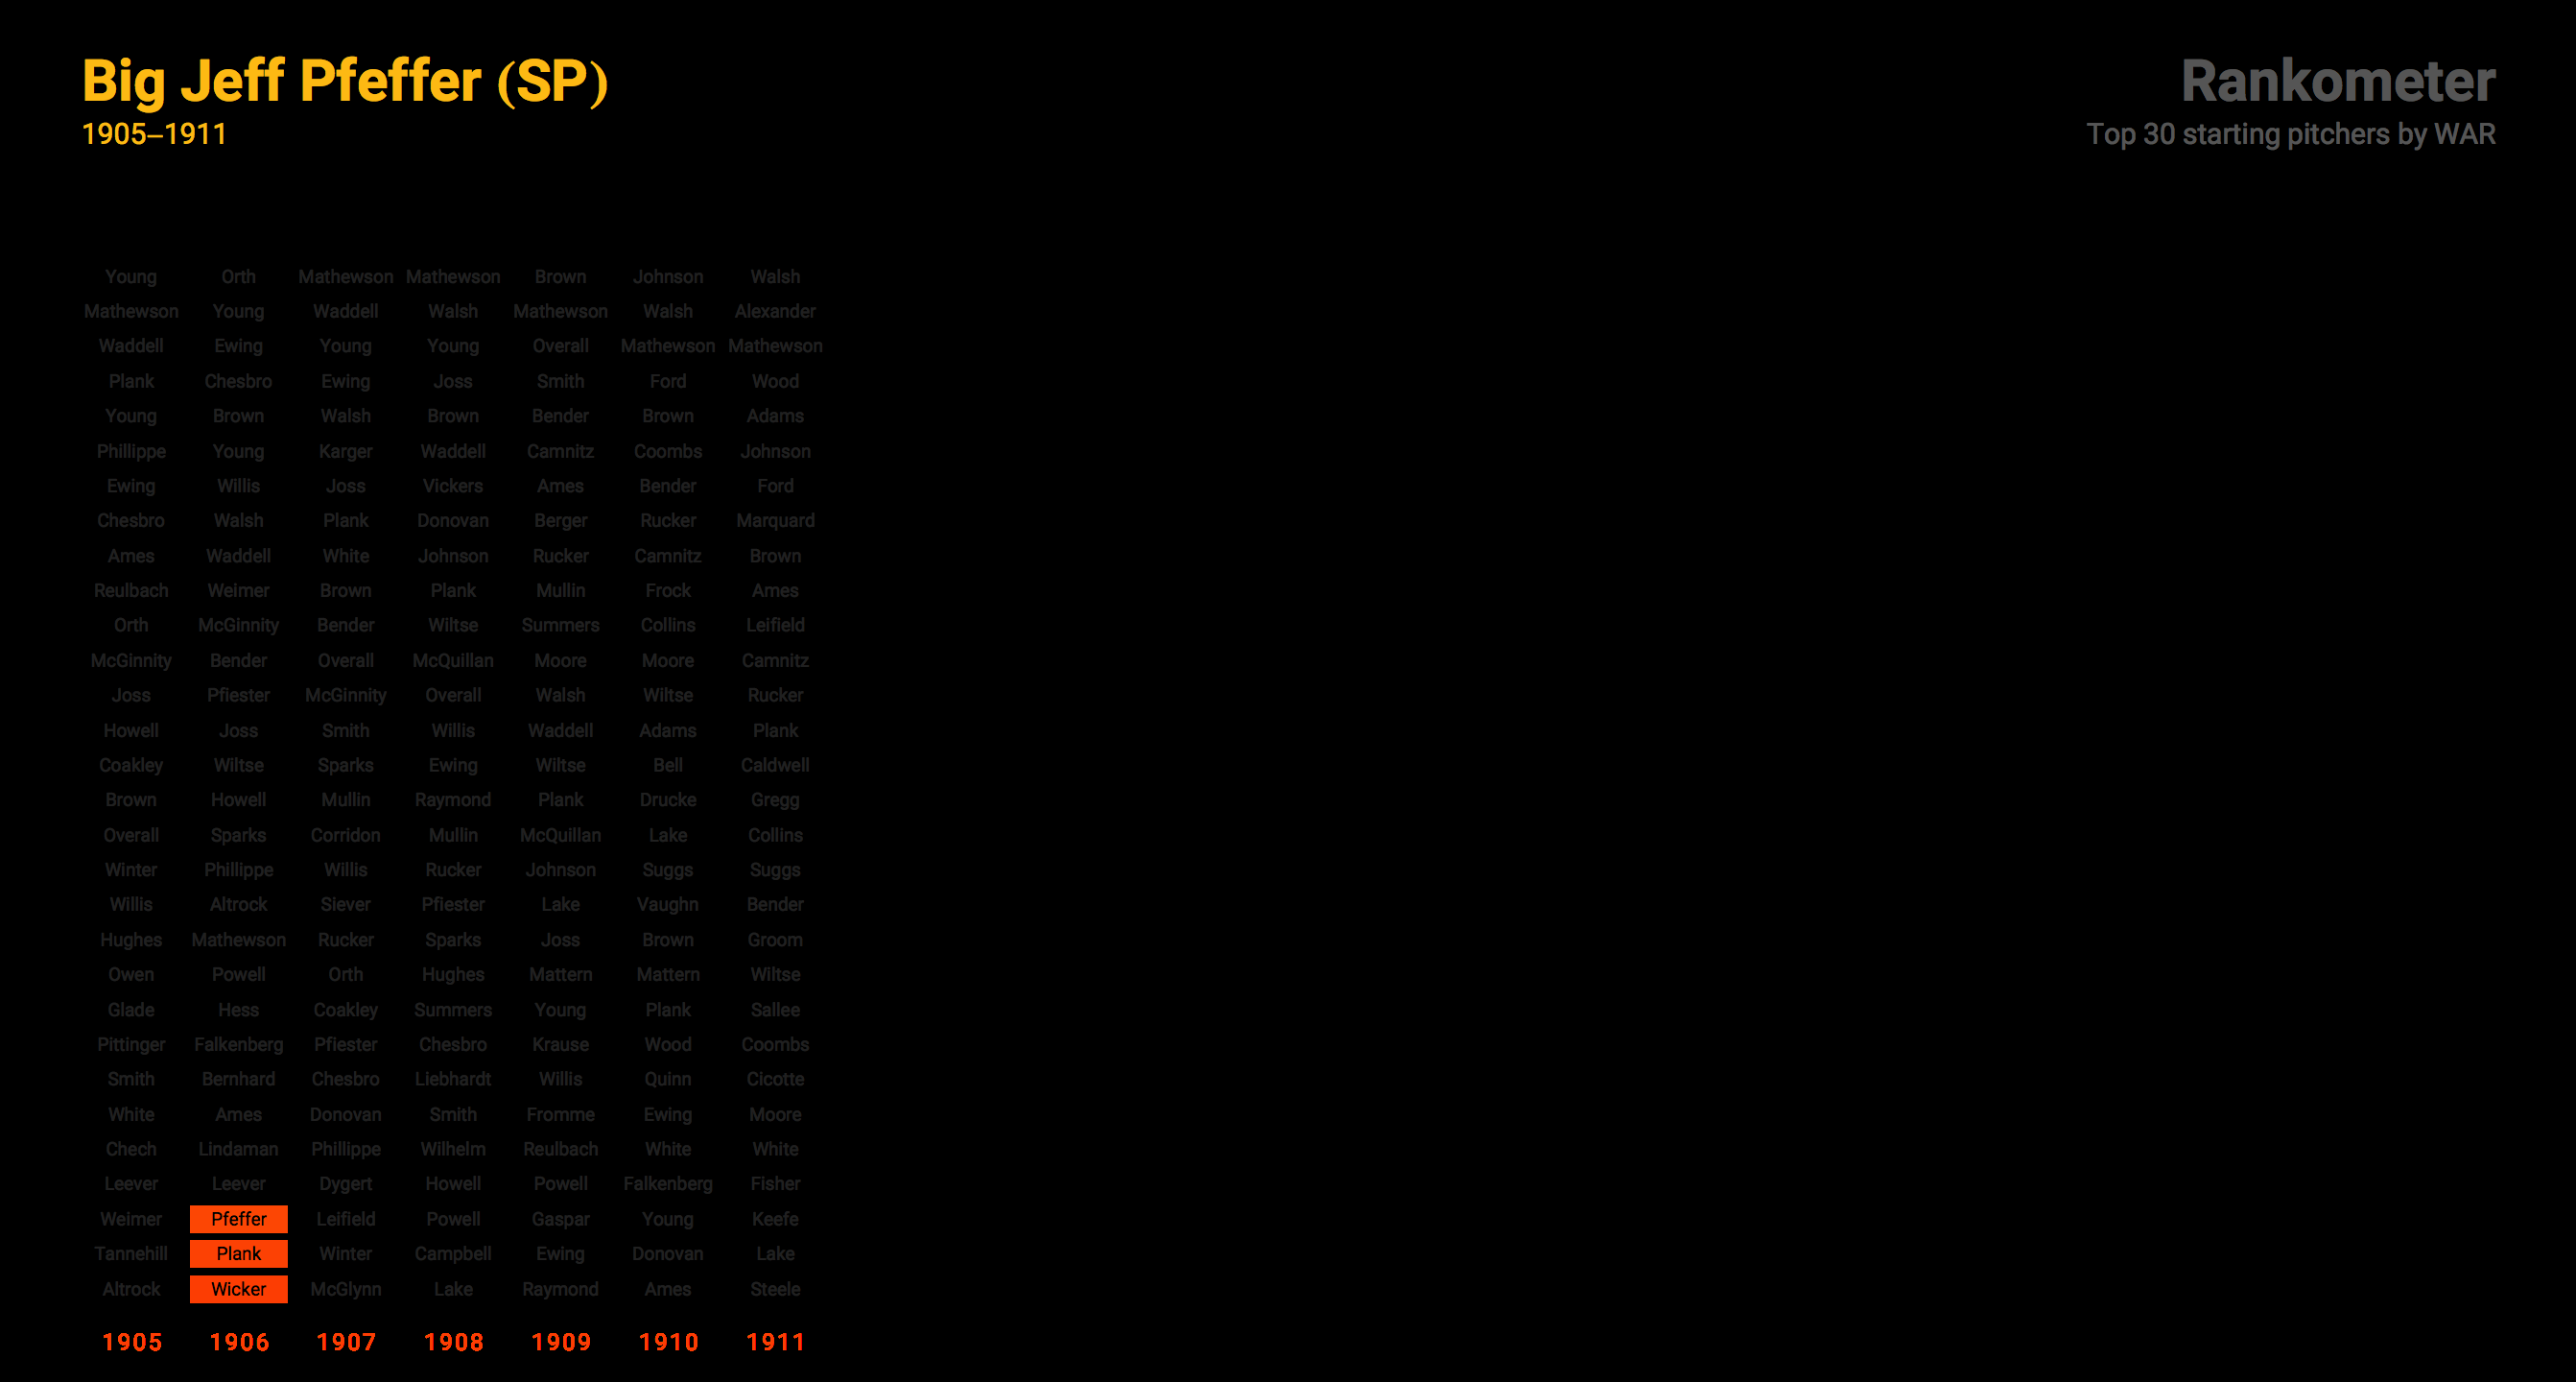 Big Jeff Pfeffer (SP)
1905–1911
Rankometer
Top 30 starting pitchers by WAR
Young Orth Mathewson Mathewson Brown Johnson Walsh
Mathewson Young Waddell Walsh Mathewson Walsh Alexander
Waddell Ewing Young Young Overall Mathewson Mathewson
Plank Chesbro Ewing Joss Smith Ford Wood
Young Brown Walsh Brown Bender Brown Adams
Phillippe Young Karger Waddell Camnitz Coombs Johnson
Ewing Willis Joss Vickers Ames Bender Ford
Chesbro Walsh Plank Donovan Berger Rucker Marquard
Ames Waddell White Johnson Rucker Camnitz Brown
Reulbach Weimer Brown Plank Mullin Frock Ames
Orth McGinnity Bender Wiltse Summers Collins Leifield
McGinnity Bender Overall McQuillan Moore Moore Camnitz
Joss Pfiester McGinnity Overall Walsh Wiltse Rucker
Howell Joss Smith Willis Waddell Adams Plank
Coakley Wiltse Sparks Ewing Wiltse Bell Caldwell
Brown Howell Mullin Raymond Plank Drucke Gregg
Overall Sparks Corridon Mullin McQuillan Lake Collins
Winter Phillippe Willis Rucker Johnson Suggs Suggs
Willis Altrock Siever Pfiester Lake Vaughn Bender
Hughes Mathewson Rucker Sparks Joss Brown Groom
Owen Powell Orth Hughes Mattern Mattern Wiltse
Glade Hess Coakley Summers Young Plank Sallee
Pittinger Falkenberg Pfiester Chesbro Krause Wood Coombs
Smith Bernhard Chesbro Liebhardt Willis Quinn Cicotte
White Ames Donovan Smith Fromme Ewing Moore
Chech Lindaman Phillippe Wilhelm Reulbach White White
Leever Leever Dygert Howell Powell Falkenberg Fisher
Weimer Pfeffer Leifield Powell Gaspar Young Keefe
Tannehill Plank Winter Campbell Ewing Donovan Lake
Altrock Wicker McGlynn Lake Raymond Ames Steele
1905 1906 1907 1908 1909 1910 1911